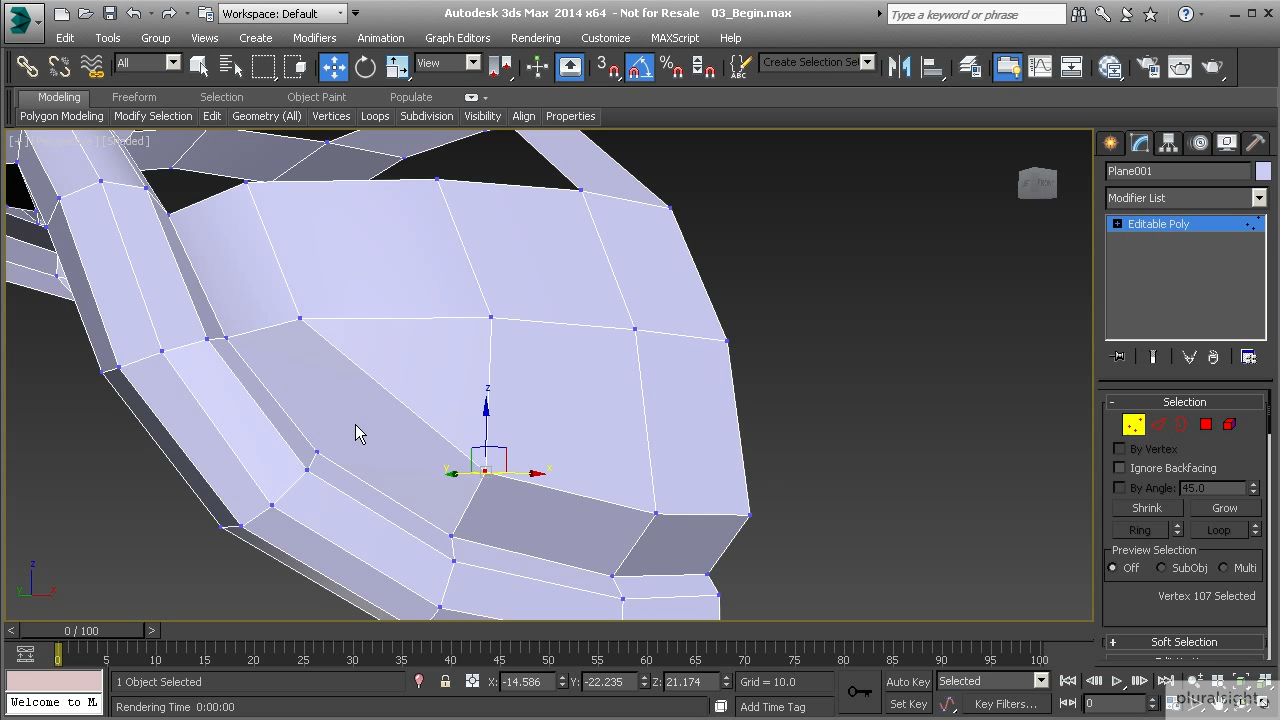 Workspace: Default
Autodesk 3ds Max 2014 x64 - Not for Resale 03_Begin.max
Type a keyword or phrase
Edit Tools Group Views Create Modifiers Animation Graph Editors Rendering Customize MAXScript Help
All View 3 Create Selection Se
Modeling Freeform Selection Object Paint Populate
Polygon Modeling Modify Selection Edit Geometry (All) Vertices Loops Subdivision Visibility Align Properties
Plane001
Modifier List
Editable Poly
z
y x
Selection
By Vertex
Ignore Backfacing
By Angle: 45.0
Shrink Grow
Ring Loop
Preview Selection
Off SubObj Multi
Vertex 107 Selected
z
y x
Soft Selection
< 0 / 100 >
0 5 10 15 20 25 30 35 40 45 50 55 60 65 70 75 80 85 90 95 100
1 Object Selected X: -14.586 Y: -22.235 Z: 21.174 Grid = 10.0 Auto Key Selected
Welcome to M Rendering Time 0:00:00 Add Time Tag Set Key Key Filters... 0
pluralsight